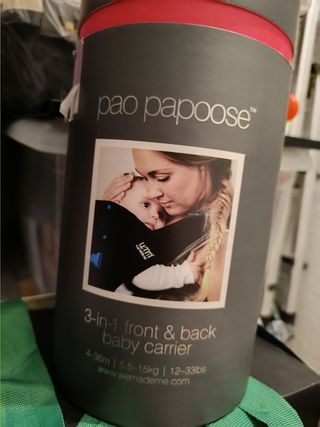 pao papoose™
wmm
3-in-1 front & back
baby carrier
4-36m | 5.5-15kg | 12-33lbs
www.wemademe.com